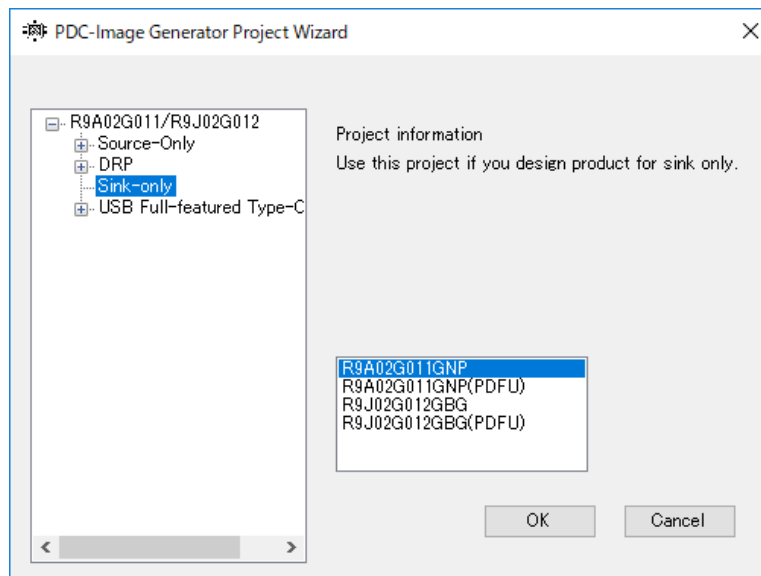 PDC-Image Generator Project Wizard
R9A02G011/R9J02G012
Source-Only
DRP
Sink-only
USB Full-featured Type-C
Project information
Use this project if you design product for sink only.
R9A02G011GNP
R9A02G011GNP(PDFU)
R9J02G012GBG
R9J02G012GBG(PDFU)
OK
Cancel